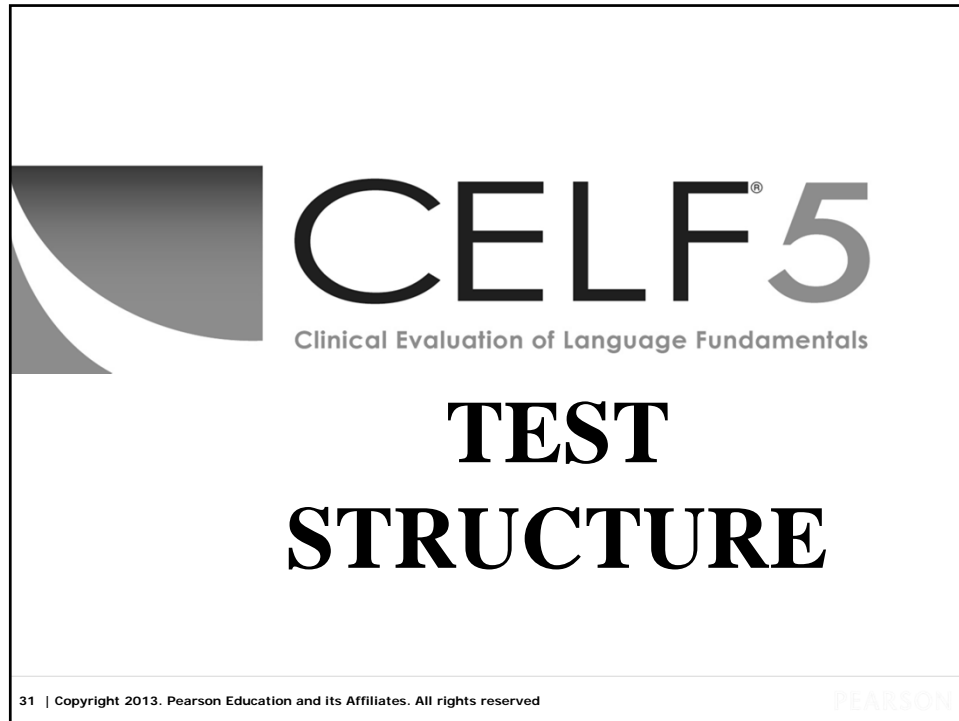 CELF®5
Clinical Evaluation of Language Fundamentals
TEST
STRUCTURE
31 | Copyright 2013. Pearson Education and its Affiliates. All rights reserved
PEARSON